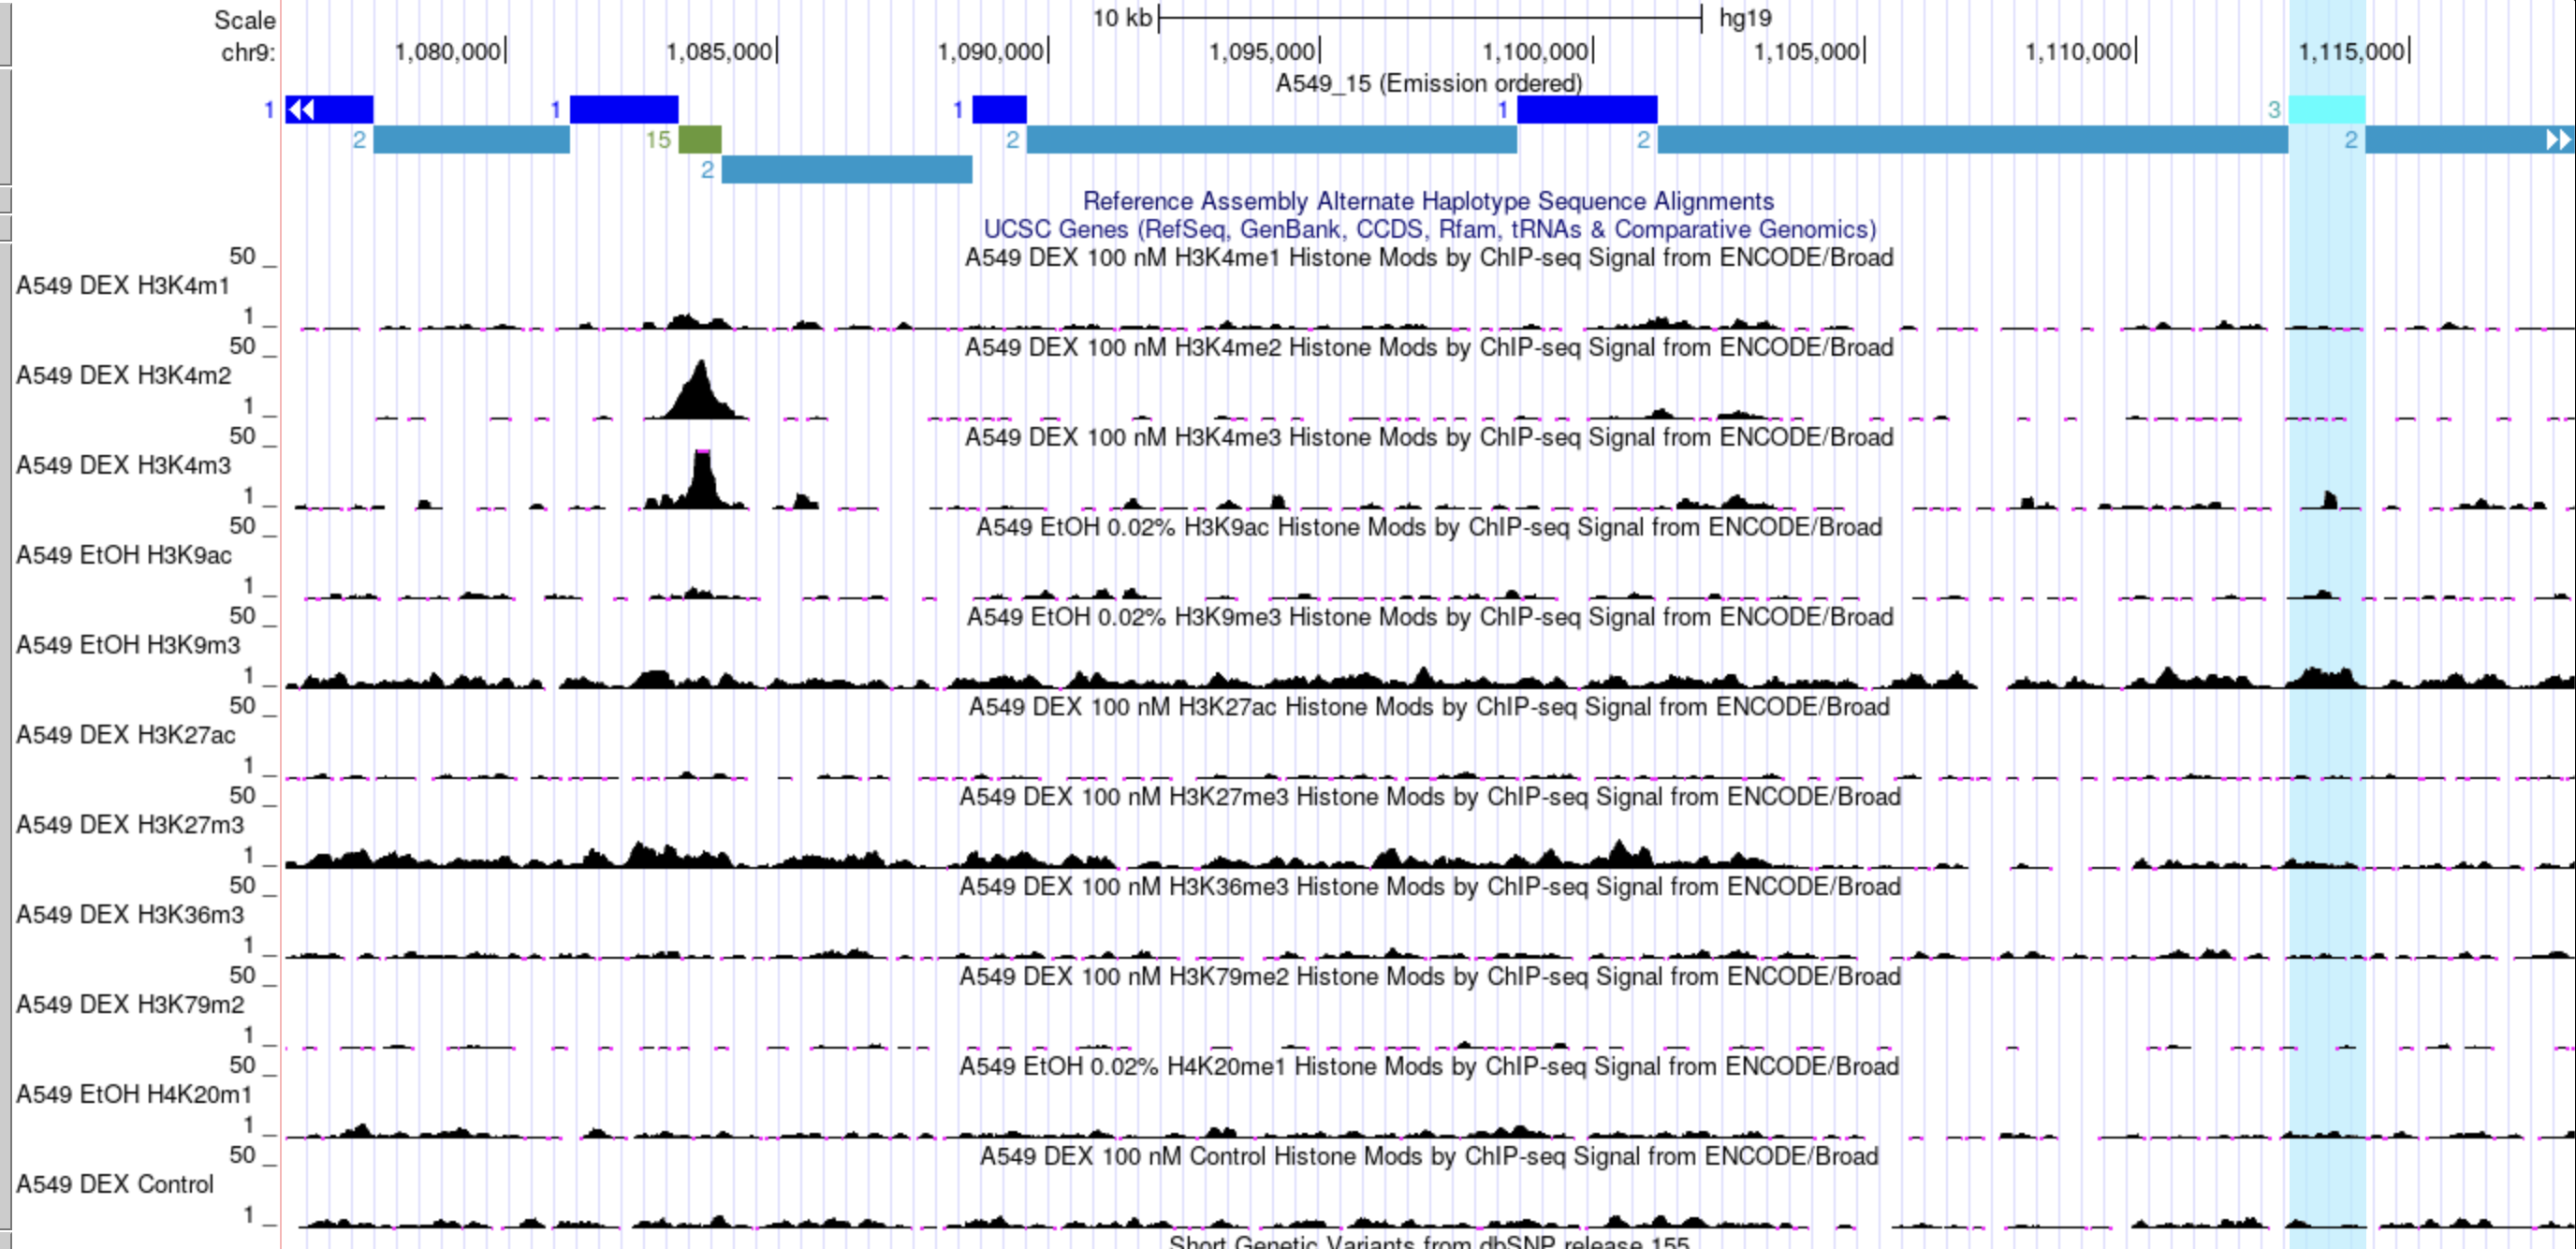 Scale 10 kb hg19
chr9: 1,080,000 1,085,000 1,090,000 1,095,000 1,100,000 1,105,000 1,110,000 1,115,000
A549_15 (Emission ordered)
1 1 1 1 3
2 15 2 2 2
2
Reference Assembly Alternate Haplotype Sequence Alignments
UCSC Genes (RefSeq, GenBank, CCDS, Rfam, tRNAs & Comparative Genomics)
50 A549 DEX 100 nM H3K4me1 Histone Mods by ChIP-seq Signal from ENCODE/Broad
A549 DEX H3K4m1
1
50 A549 DEX 100 nM H3K4me2 Histone Mods by ChIP-seq Signal from ENCODE/Broad
A549 DEX H3K4m2
1
50 A549 DEX 100 nM H3K4me3 Histone Mods by ChIP-seq Signal from ENCODE/Broad
A549 DEX H3K4m3
1
50 A549 EtOH 0.02% H3K9ac Histone Mods by ChIP-seq Signal from ENCODE/Broad
A549 EtOH H3K9ac
1
50 A549 EtOH 0.02% H3K9me3 Histone Mods by ChIP-seq Signal from ENCODE/Broad
A549 EtOH H3K9m3
1
50 A549 DEX 100 nM H3K27ac Histone Mods by ChIP-seq Signal from ENCODE/Broad
A549 DEX H3K27ac
1
50 A549 DEX 100 nM H3K27me3 Histone Mods by ChIP-seq Signal from ENCODE/Broad
A549 DEX H3K27m3
1
50 A549 DEX 100 nM H3K36me3 Histone Mods by ChIP-seq Signal from ENCODE/Broad
A549 DEX H3K36m3
1
50 A549 DEX 100 nM H3K79me2 Histone Mods by ChIP-seq Signal from ENCODE/Broad
A549 DEX H3K79m2
1
50 A549 EtOH 0.02% H4K20me1 Histone Mods by ChIP-seq Signal from ENCODE/Broad
A549 EtOH H4K20m1
1
50 A549 DEX 100 nM Control Histone Mods by ChIP-seq Signal from ENCODE/Broad
A549 DEX Control
1
Short Genetic Variants from dbSNP release 155